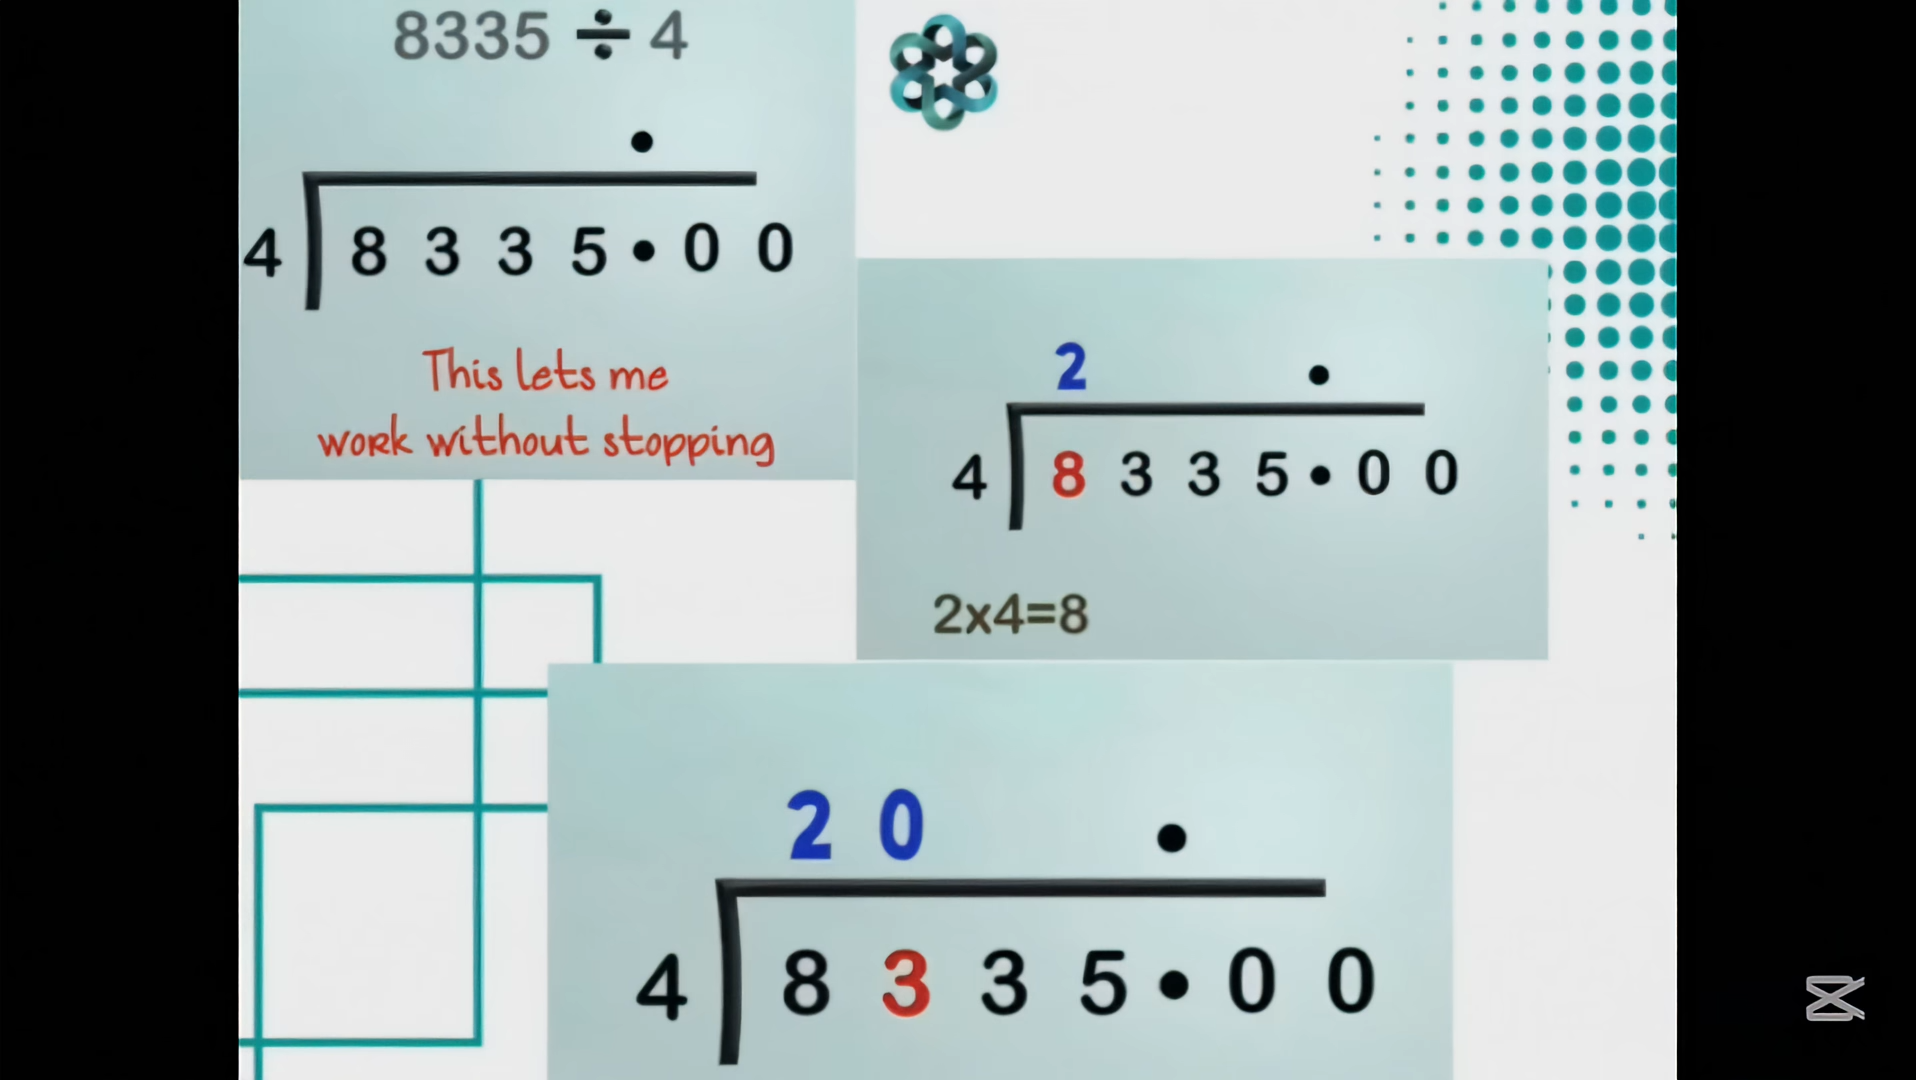 8335 ÷ 4
•
4 8 3 3 5 • 0 0
This lets me
work without stopping
2 •
4 8 3 3 5 • 0 0
2x4=8
2 0 •
4 8 3 3 5 • 0 0